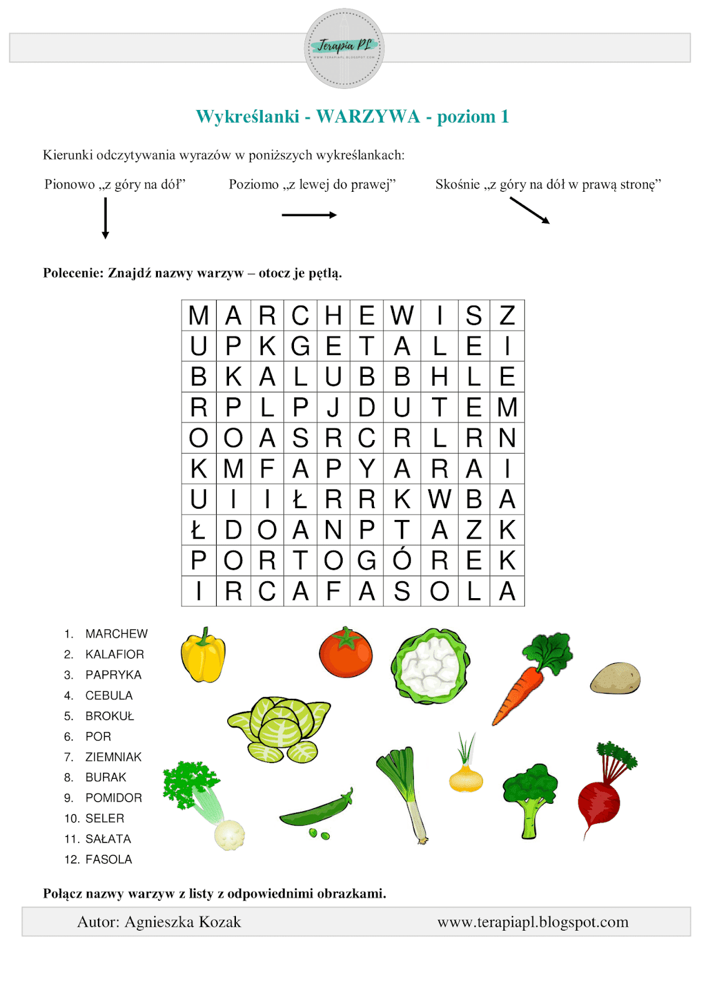 Terapia PL
WWW.TERAPIAPL.BLOGSPOT.COM
Wykreślanki - WARZYWA - poziom 1
Kierunki odczytywania wyrazów w poniższych wykreślankach:
Pionowo „z góry na dół” Poziomo „z lewej do prawej” Skośnie „z góry na dół w prawą stronę”
Polecenie: Znajdź nazwy warzyw – otocz je pętlą.
M A R C H E W I S Z
U P K G E T A L E I
B K A L U B B H L E
R P L P J D U T E M
O O A S R C R L R N
K M F A P Y A R A I
U I I Ł R R K W B A
Ł D O A N P T A Z K
P O R T O G Ó R E K
I R C A F A S O L A
1. MARCHEW
2. KALAFIOR
3. PAPRYKA
4. CEBULA
5. BROKUŁ
6. POR
7. ZIEMNIAK
8. BURAK
9. POMIDOR
10. SELER
11. SAŁATA
12. FASOLA
Połącz nazwy warzyw z listy z odpowiednimi obrazkami.
Autor: Agnieszka Kozak www.terapiapl.blogspot.com